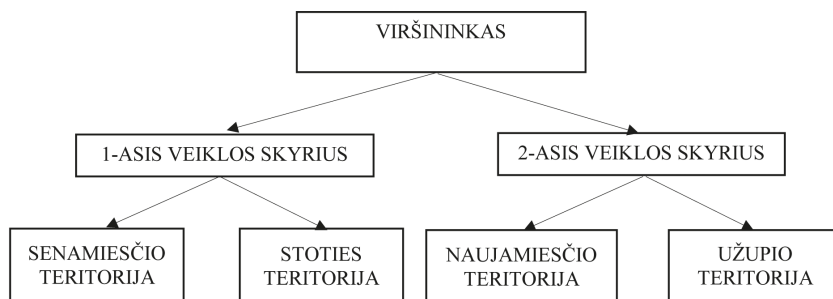 VIRŠININKAS
1-ASIS VEIKLOS SKYRIUS
2-ASIS VEIKLOS SKYRIUS
SENAMIESČIO
TERITORIJA
STOTIES
TERITORIJA
NAUJAMIESČIO
TERITORIJA
UŽUPIO
TERITORIJA